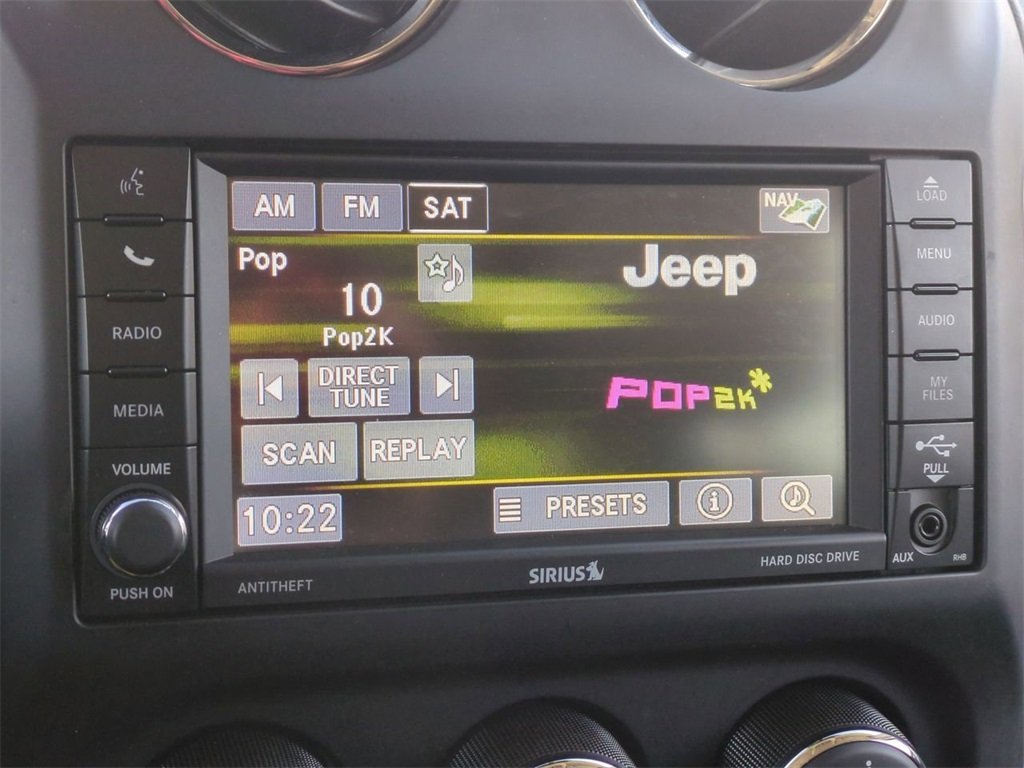 AM FM SAT NAV
Pop
10
Pop2K
Jeep
DIRECT
TUNE
POP2K*
SCAN REPLAY
10:22 PRESETS
RADIO
MEDIA
VOLUME
PUSH ON
LOAD
MENU
AUDIO
MY
FILES
PULL
AUX RHB
ANTITHEFT SIRIUS HARD DISC DRIVE